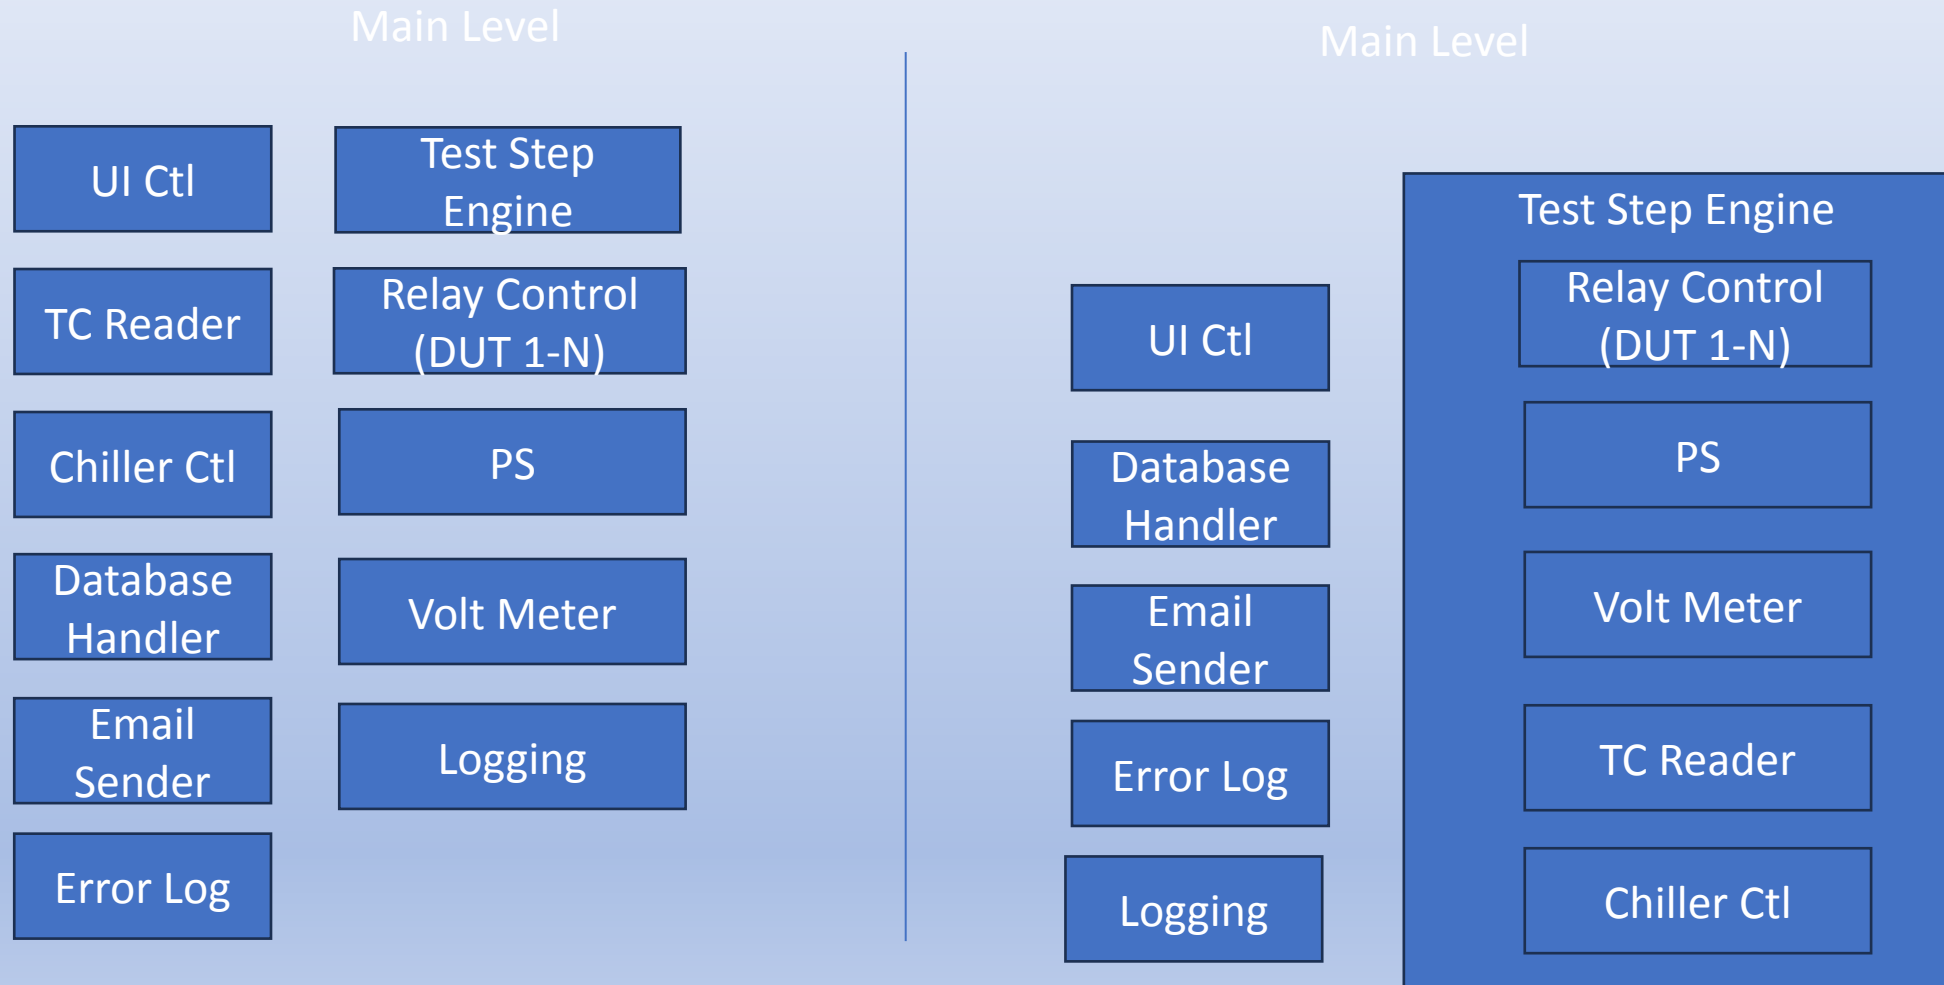 Main Level
UI Ctl
Test Step
Engine
TC Reader
Relay Control
(DUT 1-N)
Chiller Ctl
PS
Database
Handler
Volt Meter
Email
Sender
Logging
Error Log
Main Level
UI Ctl
Database
Handler
Email
Sender
Error Log
Logging
Test Step Engine
Relay Control
(DUT 1-N)
PS
Volt Meter
TC Reader
Chiller Ctl